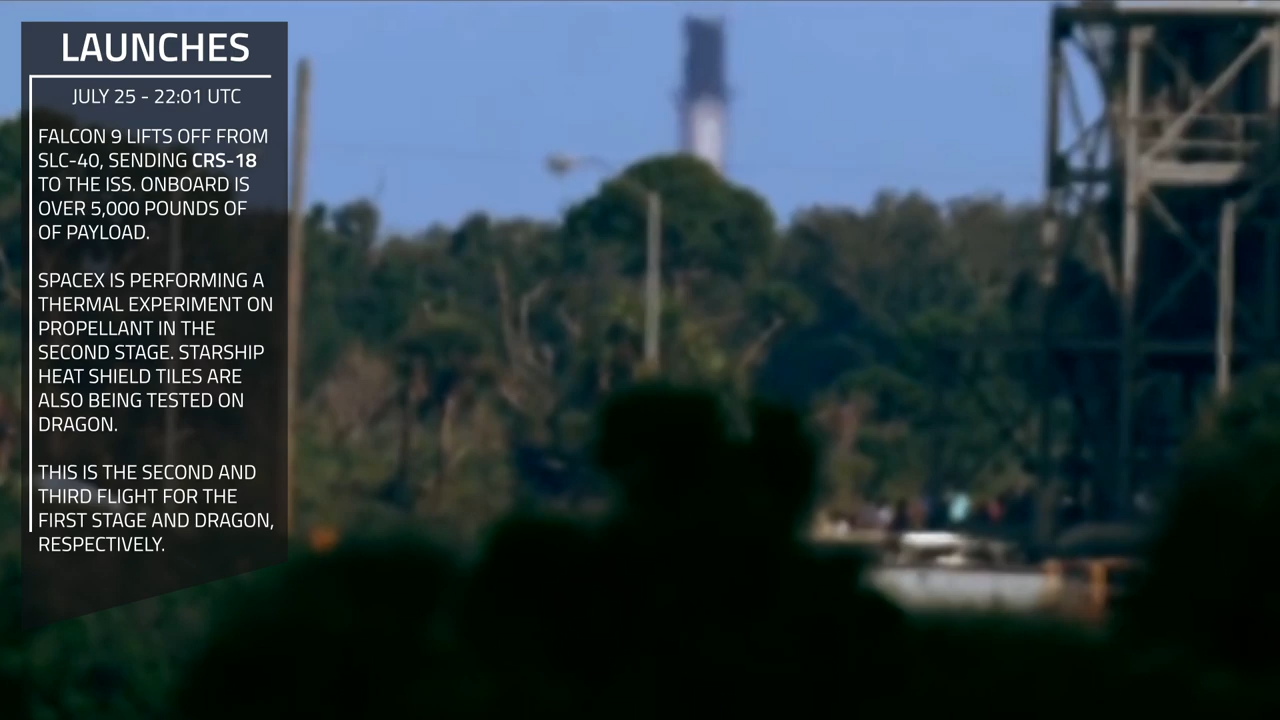 LAUNCHES
JULY 25 - 22:01 UTC
FALCON 9 LIFTS OFF FROM
SLC-40, SENDING CRS-18
TO THE ISS. ONBOARD IS
OVER 5,000 POUNDS OF
OF PAYLOAD.
SPACEX IS PERFORMING A
THERMAL EXPERIMENT ON
PROPELLANT IN THE
SECOND STAGE. STARSHIP
HEAT SHIELD TILES ARE
ALSO BEING TESTED ON
DRAGON.
THIS IS THE SECOND AND
THIRD FLIGHT FOR THE
FIRST STAGE AND DRAGON,
RESPECTIVELY.